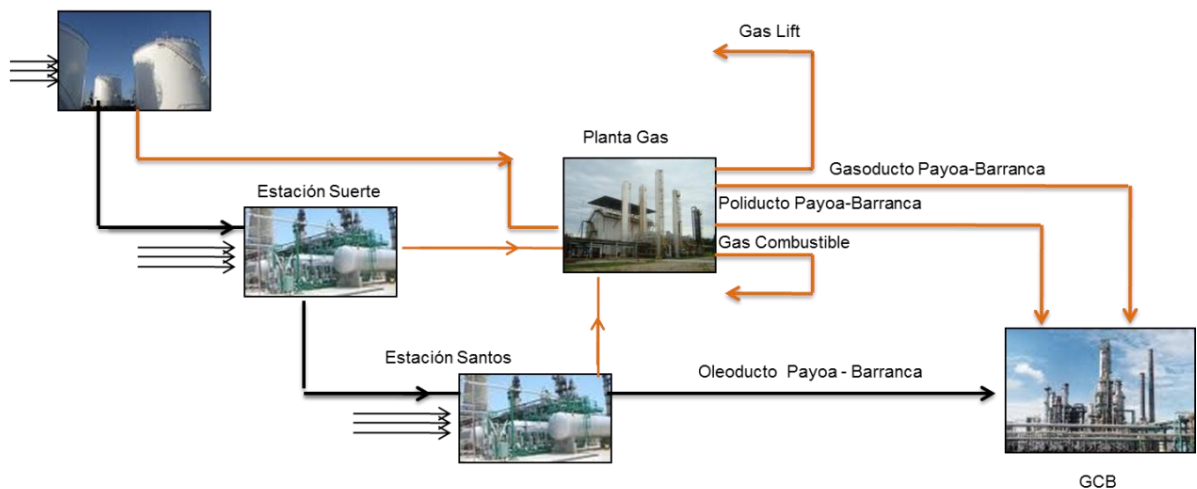 Gas Lift
Planta Gas
Gasoducto Payoa-Barranca
Estación Suerte
Poliducto Payoa-Barranca
Gas Combustible
Estación Santos
Oleoducto Payoa - Barranca
GCB